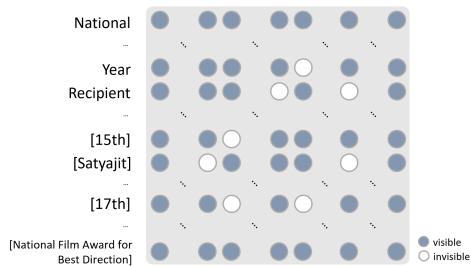 National
...
Year
Recipient
...
[15th]
[Satyajit]
...
[17th]
...
[National Film Award for
Best Direction]
visible
invisible